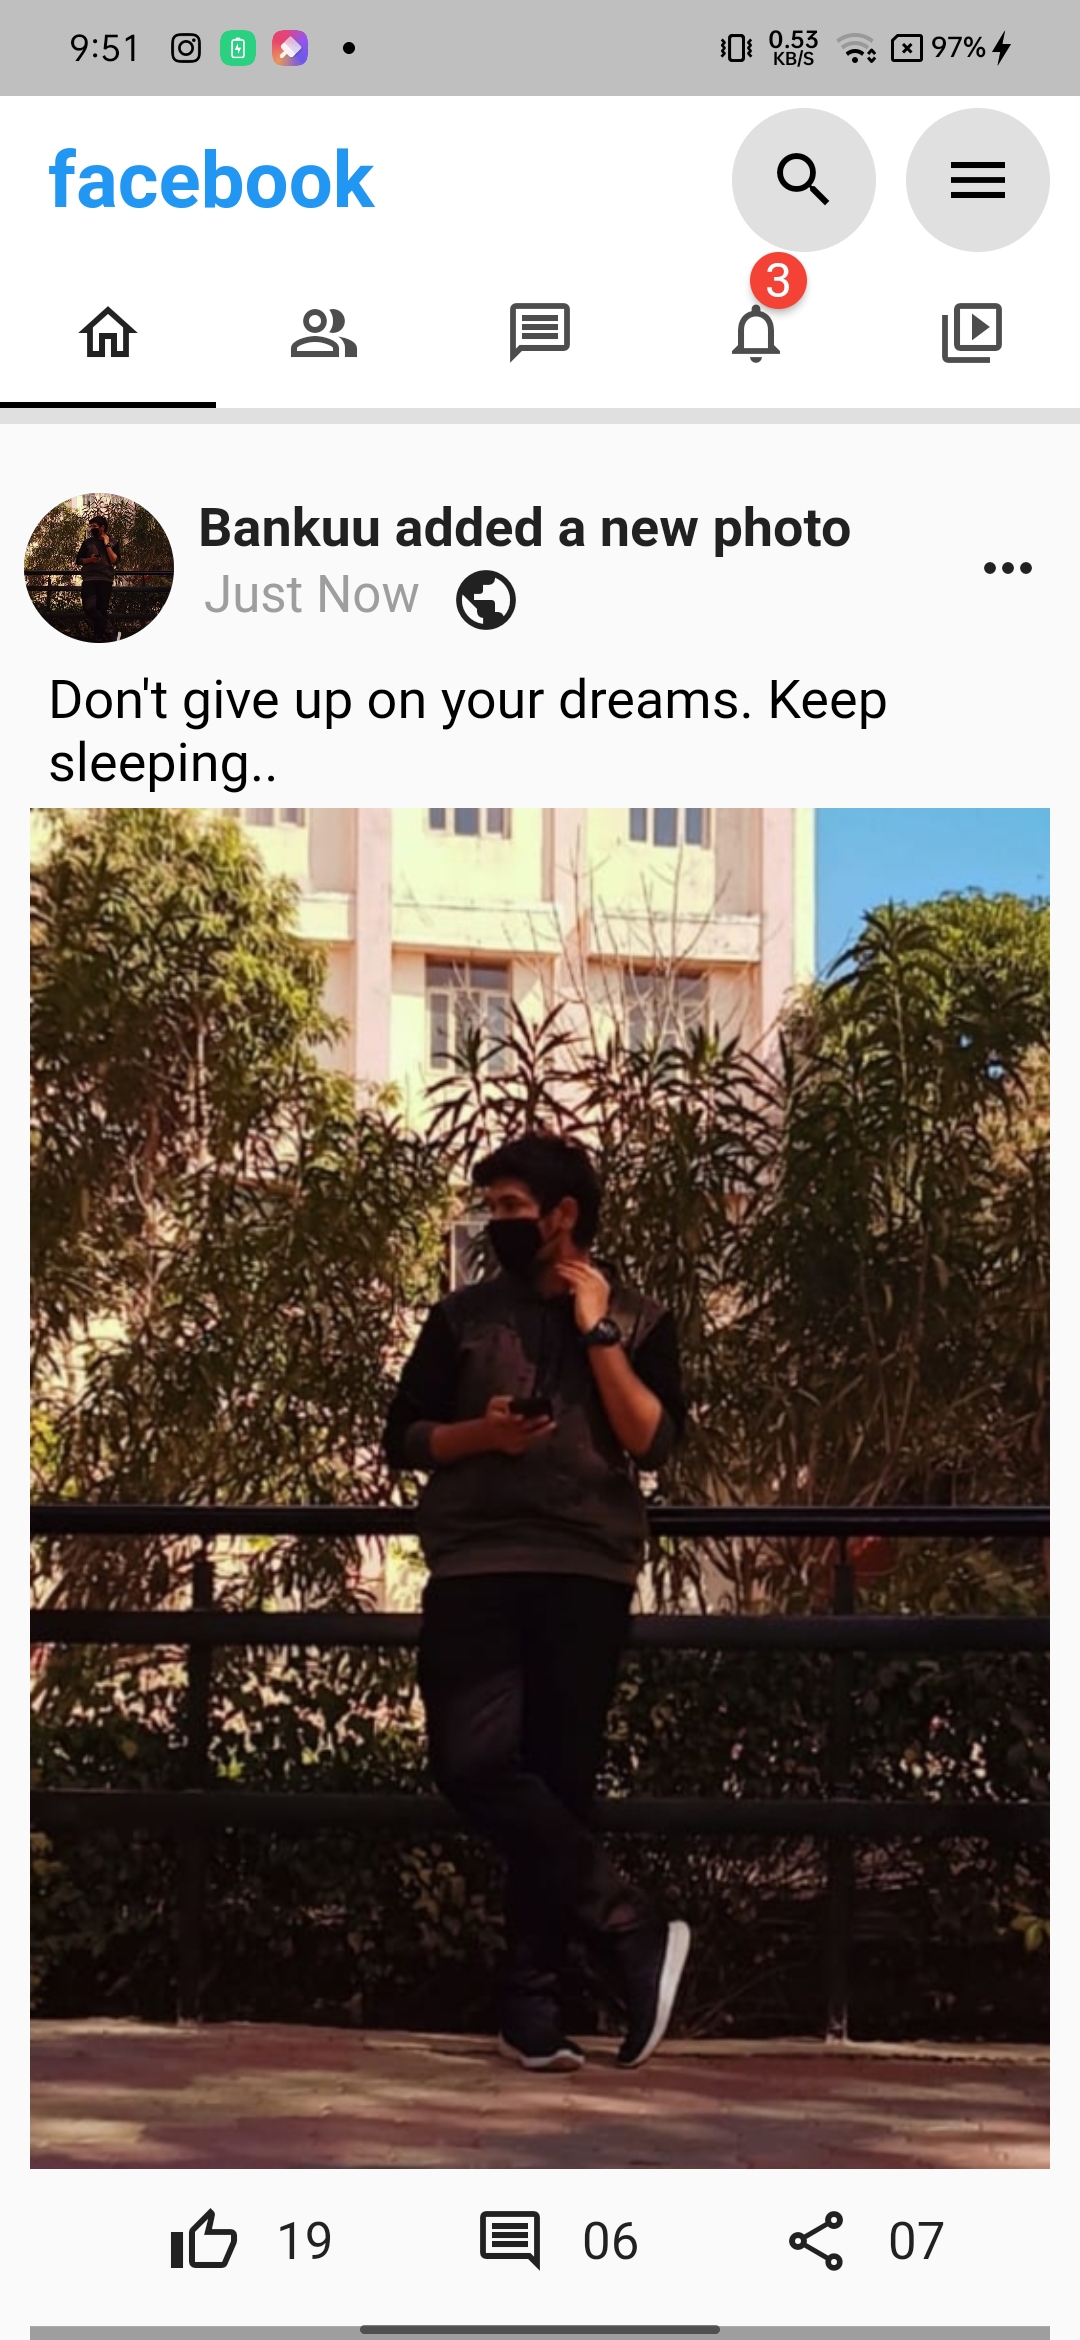 9:51
0.53
KB/S
97%
facebook
3
Bankuu added a new photo
Just Now
Don't give up on your dreams. Keep
sleeping..
19
06
07